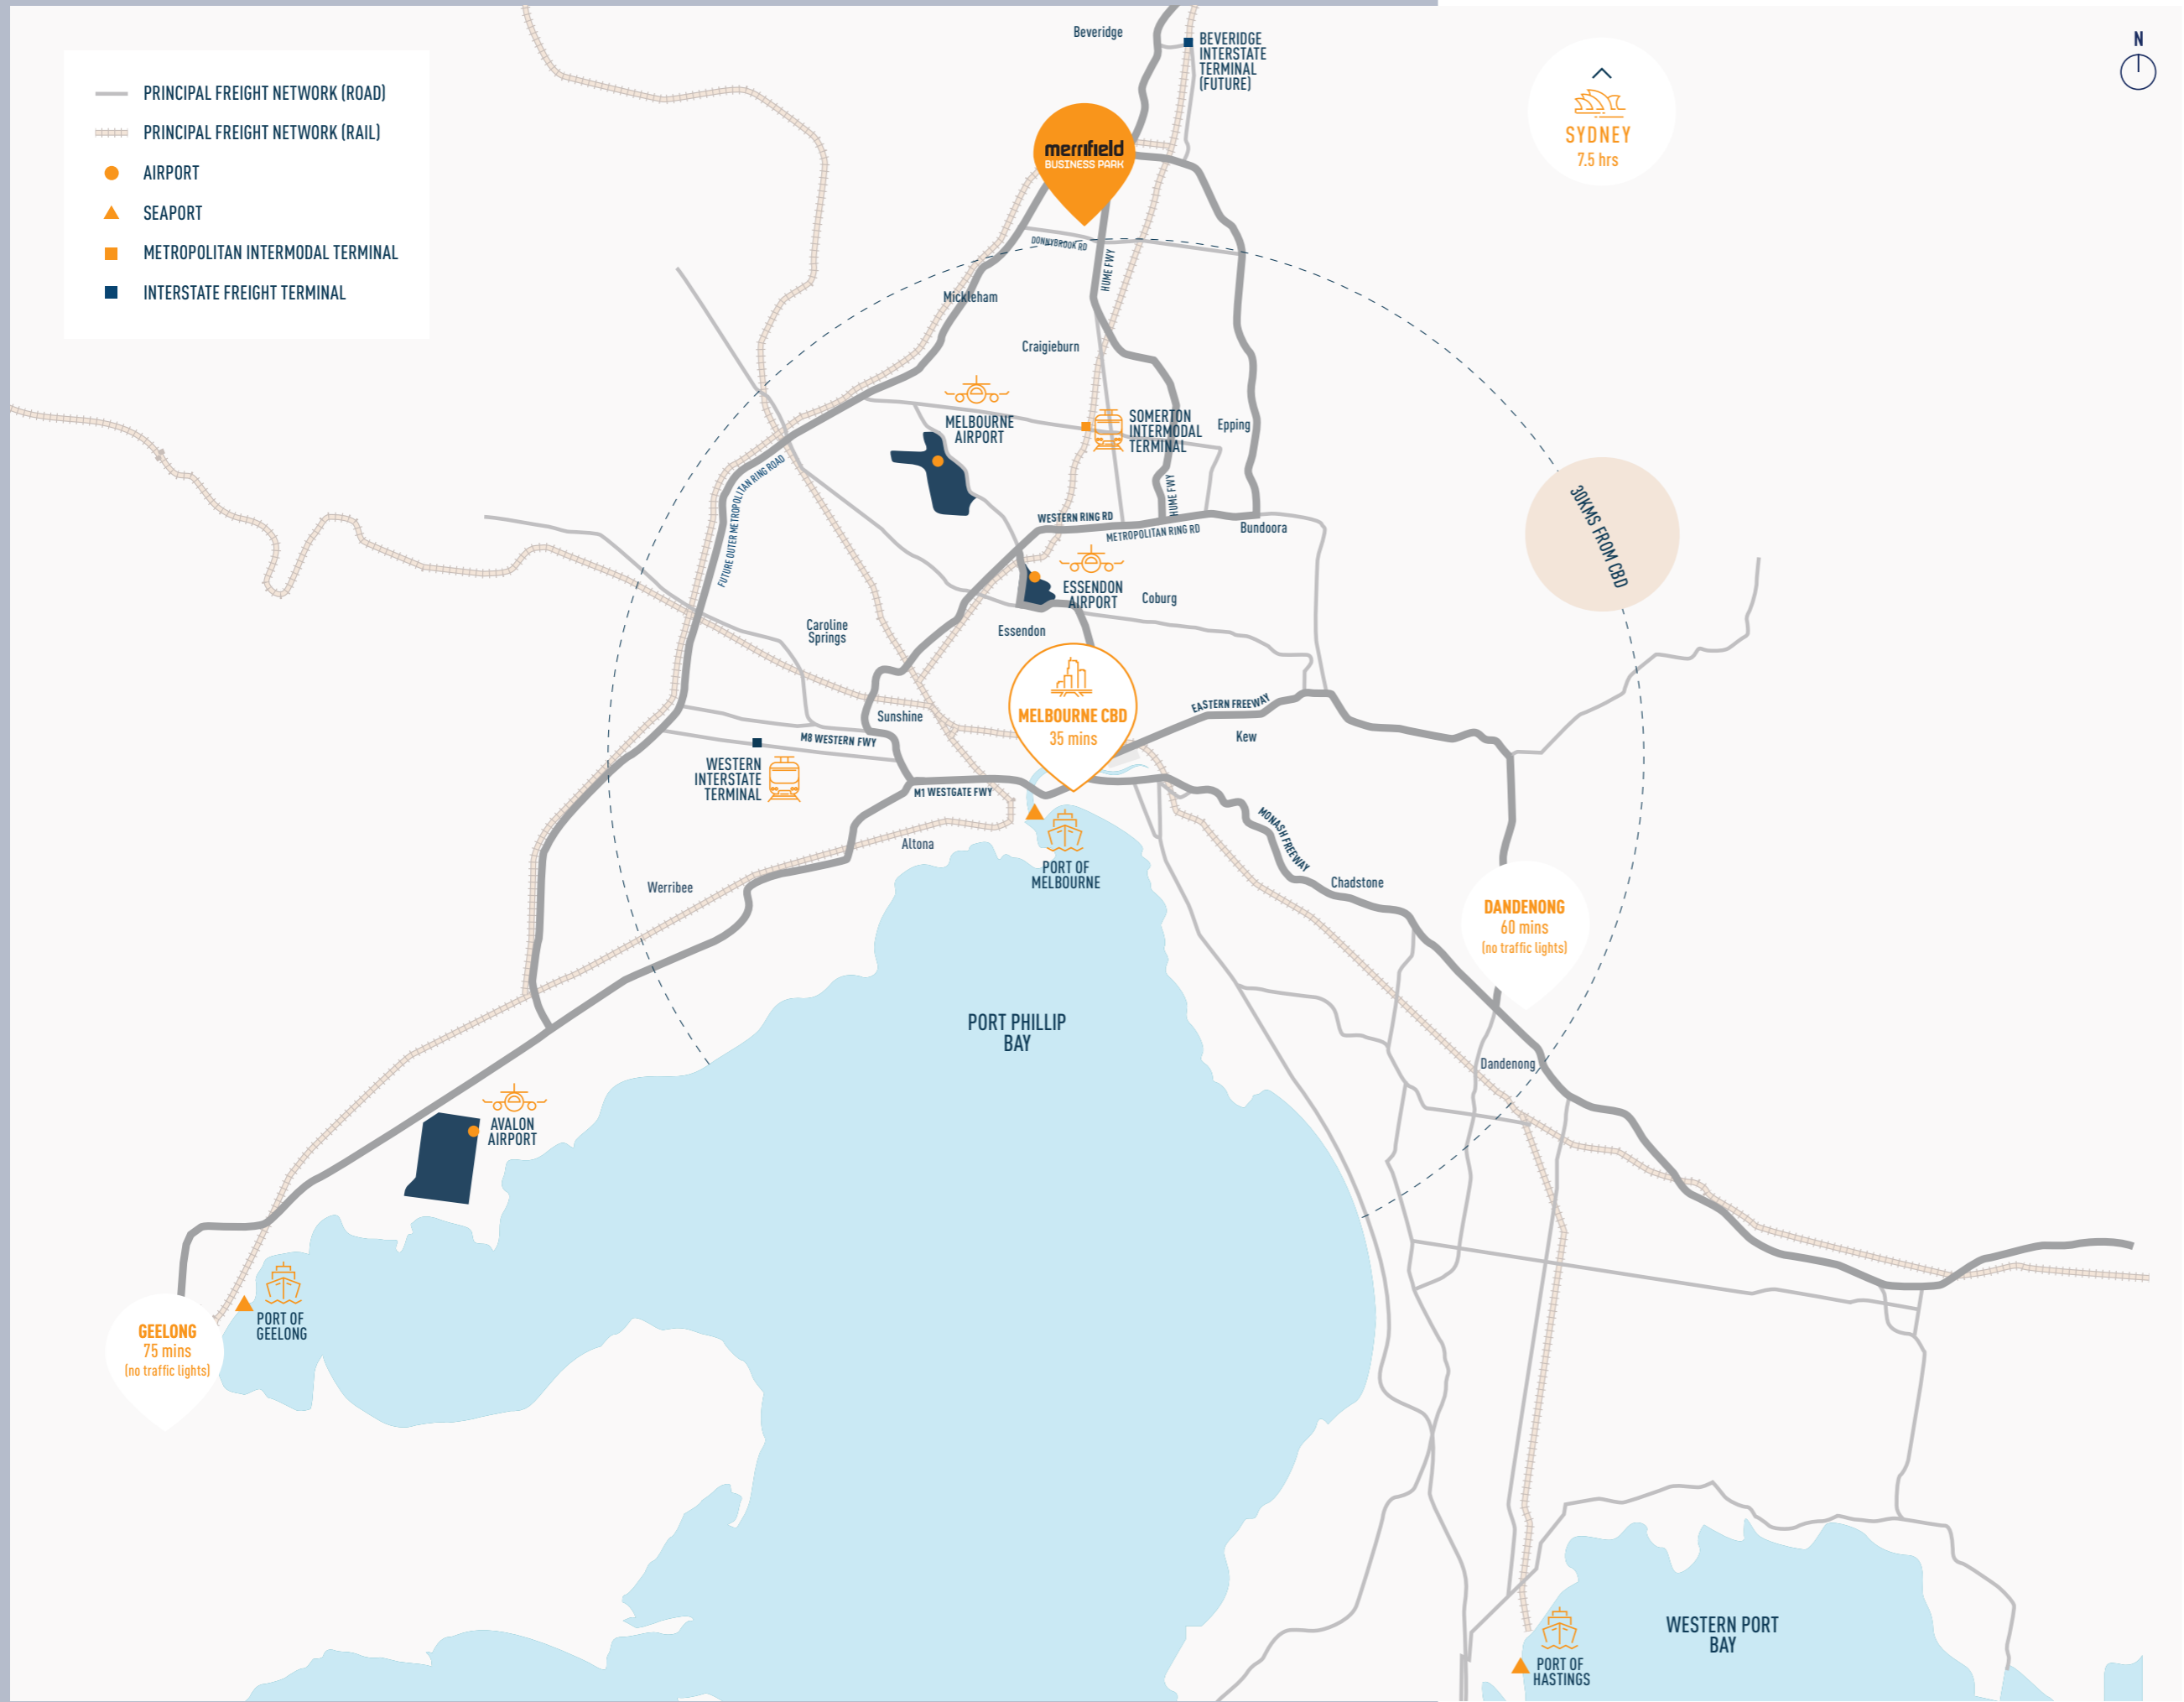 PRINCIPAL FREIGHT NETWORK (ROAD)
PRINCIPAL FREIGHT NETWORK (RAIL)
AIRPORT
SEAPORT
METROPOLITAN INTERMODAL TERMINAL
INTERSTATE FREIGHT TERMINAL
Beveridge
BEVERIDGE
INTERSTATE
TERMINAL
(FUTURE)
SYDNEY
7.5 hrs
N
merrifield
BUSINESS PARK
DONNYBROOK RD
HUME FWY
Mickleham
Craigieburn
MELBOURNE
AIRPORT
SOMERTON
INTERMODAL
TERMINAL
Epping
FUTURE OUTER METROPOLITAN RING ROAD
HUME FWY
WESTERN RING RD
METROPOLITAN RING RD
Bundoora
30KMS FROM CBD
ESSENDON
AIRPORT
Coburg
Essendon
Caroline
Springs
MELBOURNE CBD
35 mins
EASTERN FREEWAY
Kew
Sunshine
M8 WESTERN FWY
WESTERN
INTERSTATE
TERMINAL
M1 WESTGATE FWY
MONASH FREEWAY
Altona
PORT OF
MELBOURNE
Chadstone
Werribee
DANDENONG
60 mins
(no traffic lights)
PORT PHILLIP
BAY
Dandenong
AVALON
AIRPORT
PORT OF
GEELONG
GEELONG
75 mins
(no traffic lights)
WESTERN PORT
BAY
PORT OF
HASTINGS